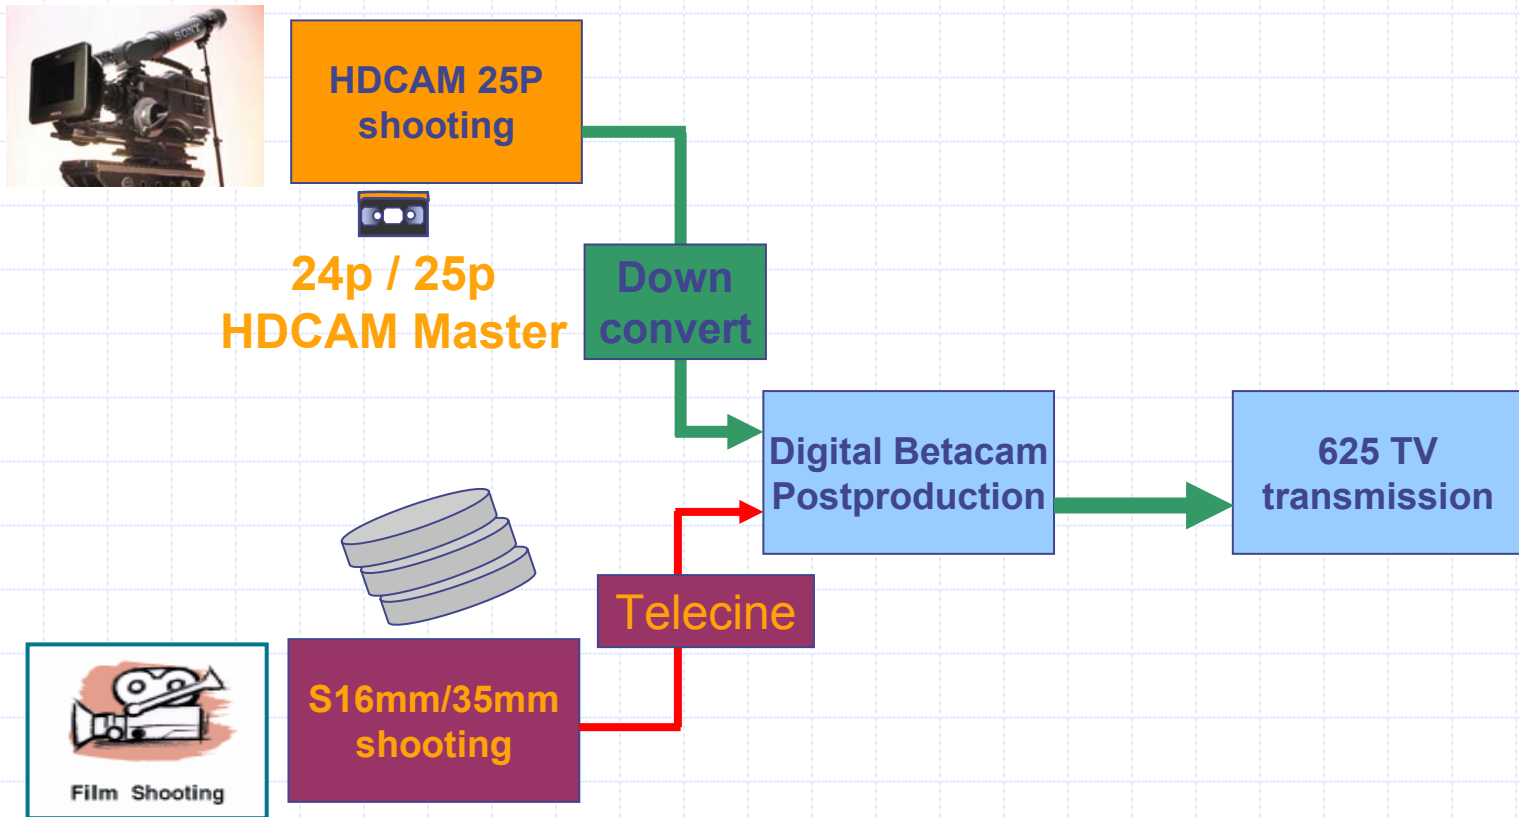 SONY
HDCAM 25P
shooting
24p / 25p
HDCAM Master
Down
convert
Digital Betacam
Postproduction
625 TV
transmission
Telecine
S16mm/35mm
shooting
Film Shooting